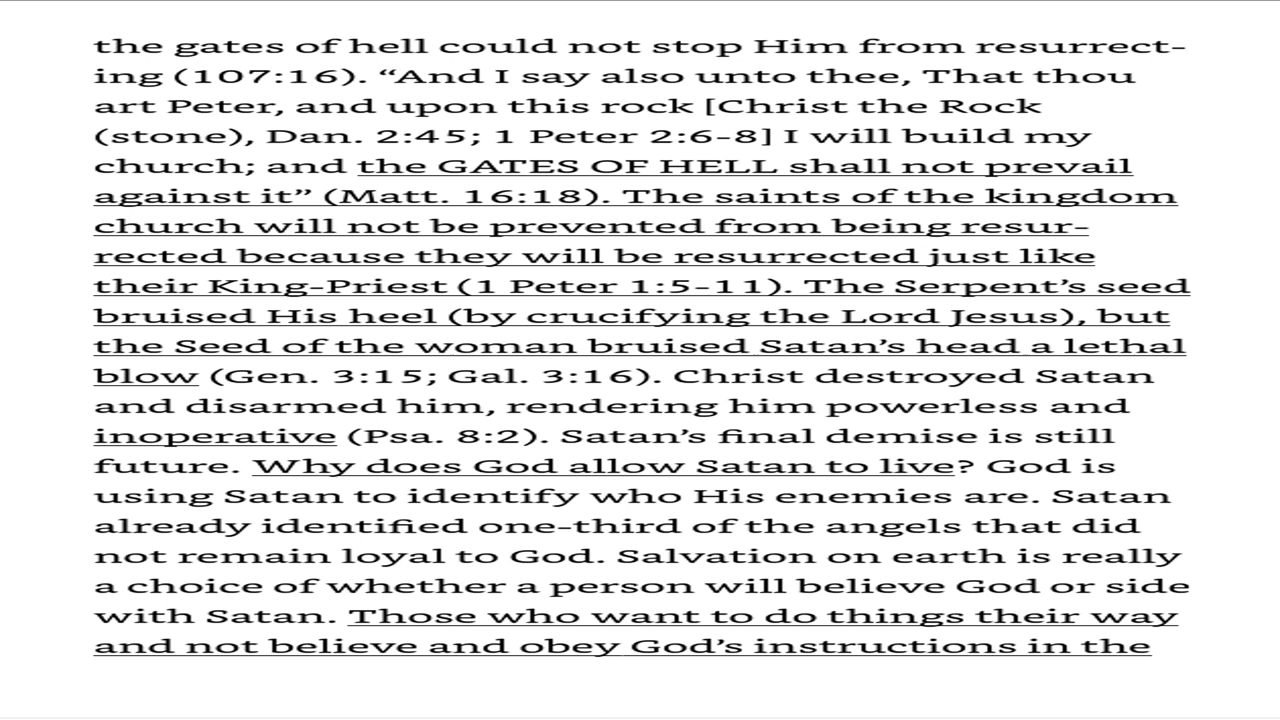 the gates of hell could not stop Him from resurrect-
ing (107:16). “And I say also unto thee, That thou
art Peter, and upon this rock [Christ the Rock
(stone), Dan. 2:45; 1 Peter 2:6-8] I will build my
church; and the GATES OF HELL shall not prevail
against it” (Matt. 16:18). The saints of the kingdom
church will not be prevented from being resur-
rected because they will be resurrected just like
their King-Priest (1 Peter 1:5-11). The Serpent’s seed
bruised His heel (by crucifying the Lord Jesus), but
the Seed of the woman bruised Satan’s head a lethal
blow (Gen. 3:15; Gal. 3:16). Christ destroyed Satan
and disarmed him, rendering him powerless and
inoperative (Psa. 8:2). Satan’s final demise is still
future. Why does God allow Satan to live? God is
using Satan to identify who His enemies are. Satan
already identified one-third of the angels that did
not remain loyal to God. Salvation on earth is really
a choice of whether a person will believe God or side
with Satan. Those who want to do things their way
and not believe and obey God’s instructions in the